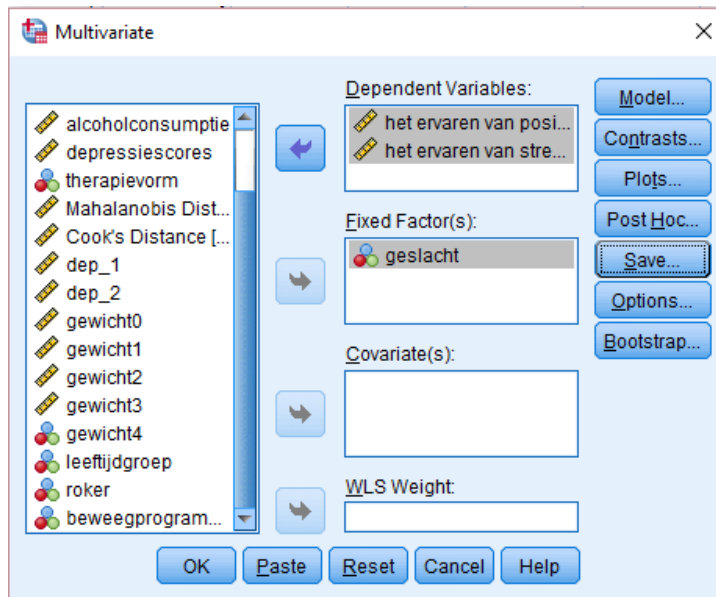 Multivariate
alcoholconsumptie
depressiescores
therapievorm
Mahalanobis Dist...
Cook's Distance [...
dep_1
dep_2
gewicht0
gewicht1
gewicht2
gewicht3
gewicht4
leeftijdgroep
roker
beweegprogram...
Dependent Variables:
het ervaren van posi...
het ervaren van stre...
Fixed Factor(s):
geslacht
Covariate(s):
WLS Weight:
Model...
Contrasts...
Plots...
Post Hoc...
Save...
Options...
Bootstrap...
OK
Paste
Reset
Cancel
Help